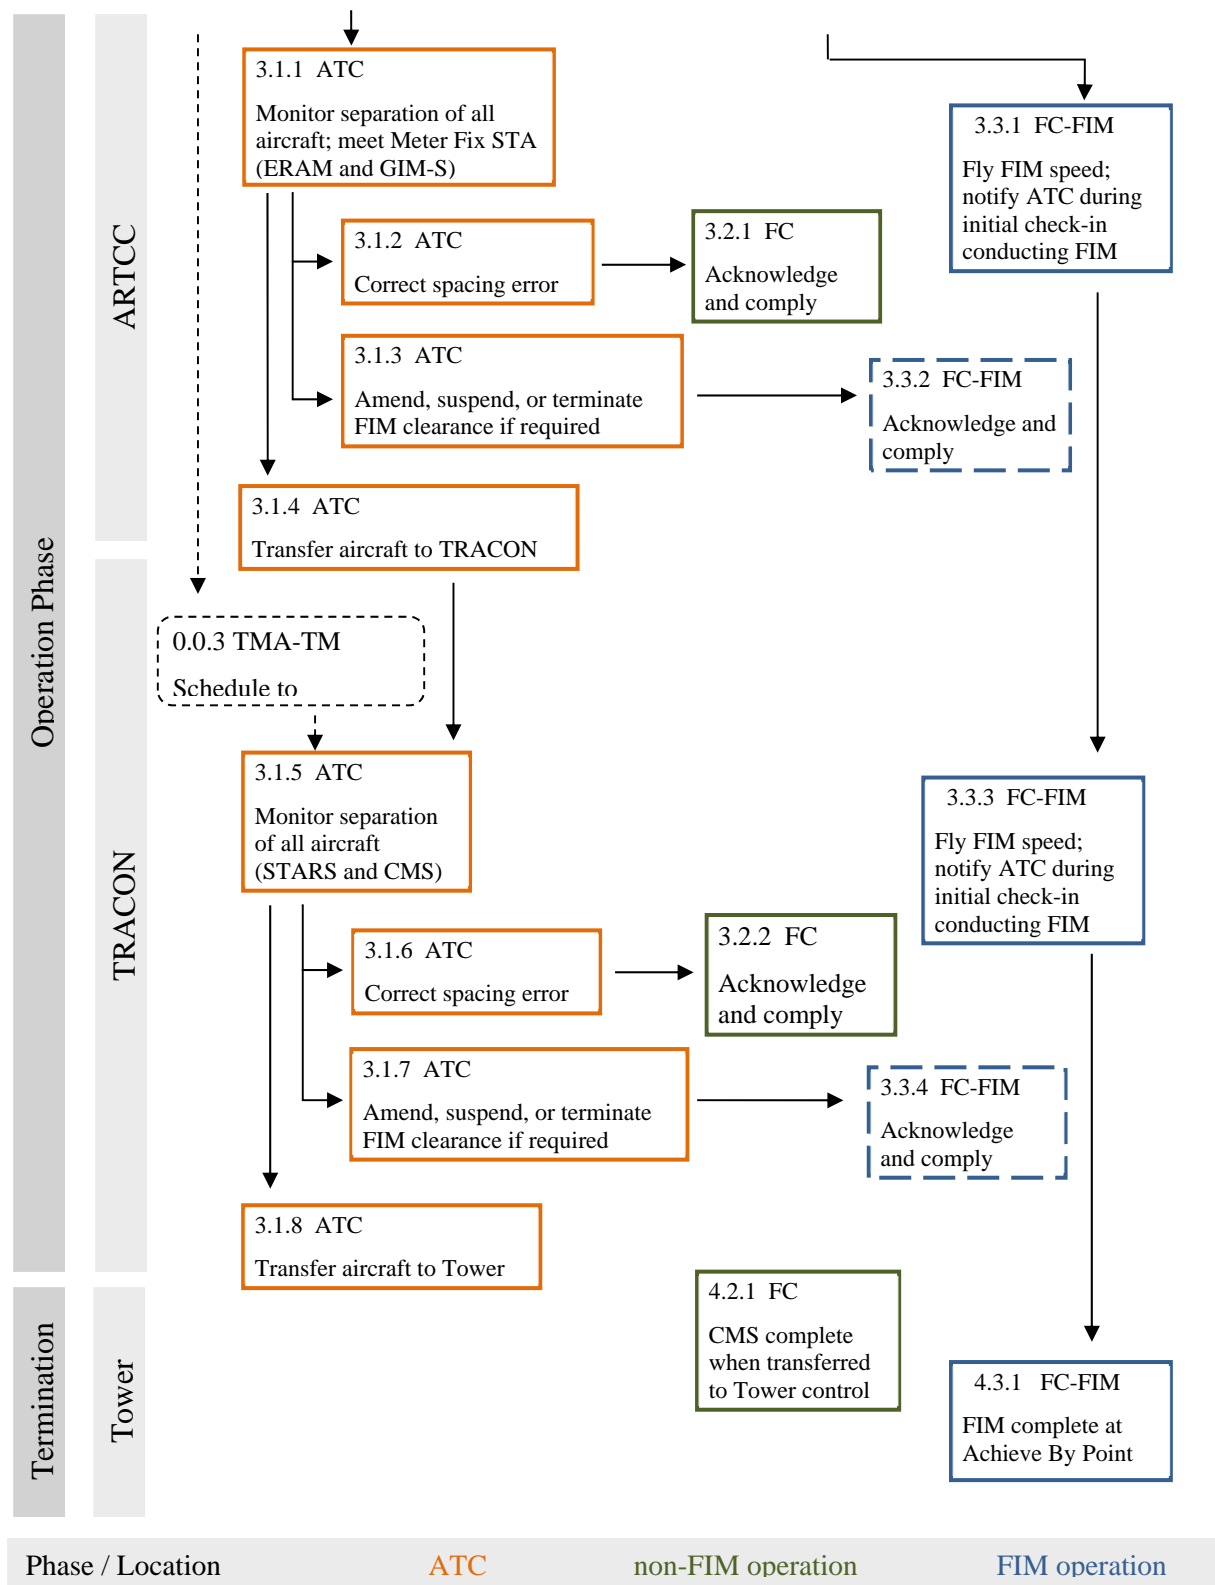 3.1.1 ATC
Monitor separation of all
aircraft; meet Meter Fix STA
(ERAM and GIM-S)
3.3.1 FC-FIM
Fly FIM speed;
notify ATC during
initial check-in
conducting FIM
3.1.2 ATC
Correct spacing error
3.2.1 FC
Acknowledge
and comply
3.1.3 ATC
Amend, suspend, or terminate
FIM clearance if required
3.3.2 FC-FIM
Acknowledge and
comply
3.1.4 ATC
Transfer aircraft to TRACON
ARTCC
Operation Phase
0.0.3 TMA-TM
Schedule to
3.1.5 ATC
Monitor separation
of all aircraft
(STARS and CMS)
3.3.3 FC-FIM
Fly FIM speed;
notify ATC during
initial check-in
conducting FIM
TRACON
3.1.6 ATC
Correct spacing error
3.2.2 FC
Acknowledge
and comply
3.1.7 ATC
Amend, suspend, or terminate
FIM clearance if required
3.3.4 FC-FIM
Acknowledge
and comply
3.1.8 ATC
Transfer aircraft to Tower
4.2.1 FC
CMS complete
when transferred
to Tower control
4.3.1 FC-FIM
FIM complete at
Achieve By Point
Termination
Tower
Phase / Location
ATC
non-FIM operation
FIM operation